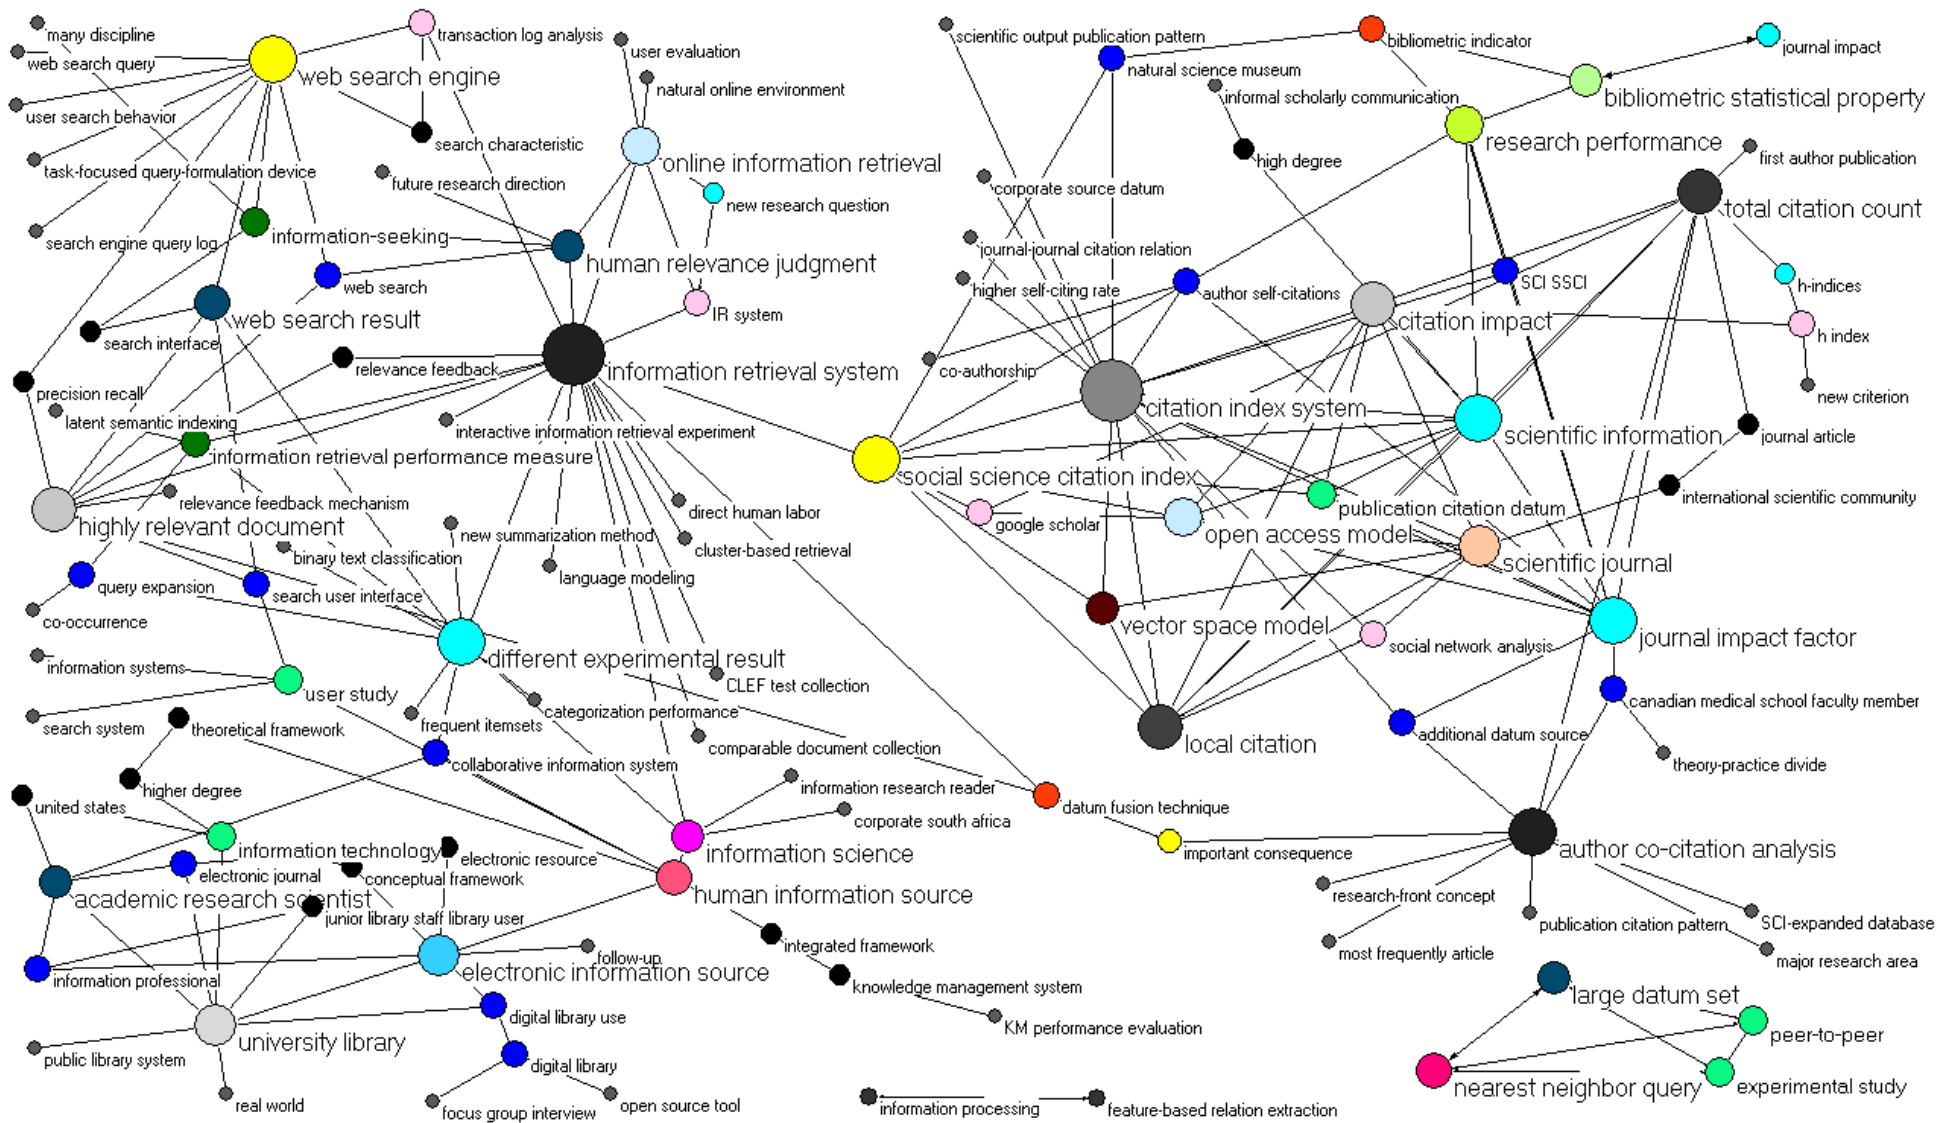 many discipline
web search query
transaction log analysis
web search engine
user search behavior
search characteristic
task-focused query-formulation device
search engine query log
information-seeking
web search
web search result
search interface
precision recall
latent semantic indexing
relevance feedback
information retrieval performance measure
relevance feedback mechanism
highly relevant document
user evaluation
natural online environment
online information retrieval
future research direction
new research question
human relevance judgment
IR system
information retrieval system
interactive information retrieval experiment
direct human labor
cluster-based retrieval
new summarization method
language modeling
binary text classification
query expansion
search user interface
co-occurrence
information systems
different experimental result
user study
search system
CLEF test collection
categorization performance
frequent itemsets
comparable document collection
theoretical framework
collaborative information system
higher degree
united states
information research reader
corporate south africa
datum fusion technique
important consequence
information technology
electronic resource
information science
electronic journal
conceptual framework
academic research scientist
human information source
junior library staff library user
integrated framework
follow-up
information professional
electronic information source
knowledge management system
digital library use
KM performance evaluation
university library
public library system
digital library
real world
focus group interview
open source tool
information processing
feature-based relation extraction
scientific output publication pattern
bibliometric indicator
journal impact
natural science museum
informal scholarly communication
bibliometric statistical property
research performance
high degree
first author publication
corporate source datum
total citation count
journal-journal citation relation
higher self-citing rate
author self-citations
SCI SSCI
h-indices
citation impact
h index
co-authorship
new criterion
citation index system
scientific information
journal article
social science citation index
international scientific community
publication citation datum
google scholar
open access model
scientific journal
vector space model
social network analysis
journal impact factor
canadian medical school faculty member
local citation
additional datum source
theory-practice divide
author co-citation analysis
research-front concept
publication citation pattern
SCI-expanded database
most frequently article
major research area
large datum set
peer-to-peer
nearest neighbor query
experimental study